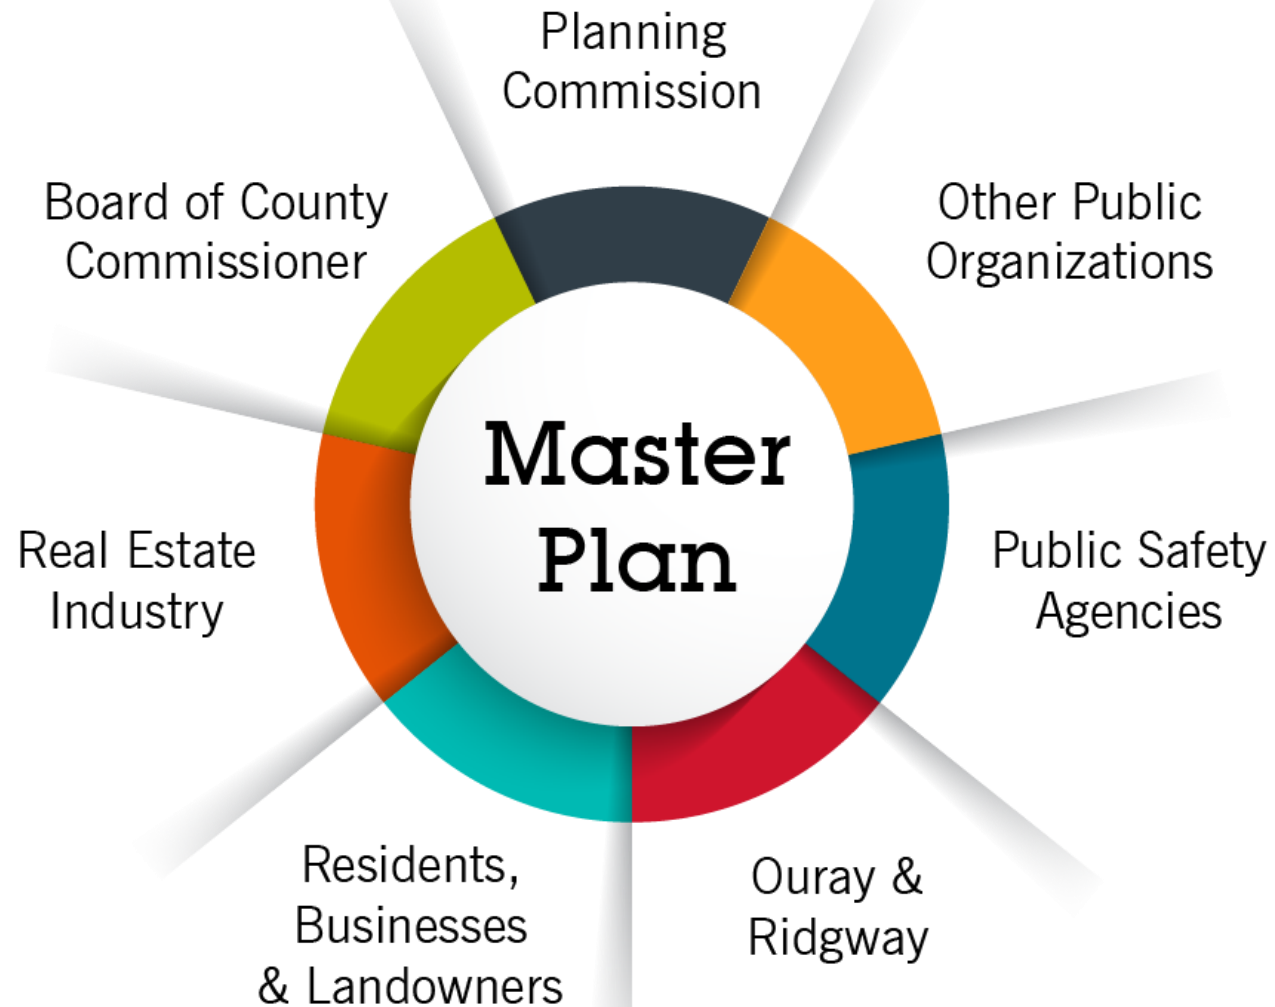 Planning
Commission
Board of County
Commissioner
Other Public
Organizations
Master
Plan
Real Estate
Industry
Public Safety
Agencies
Residents,
Businesses
& Landowners
Ouray &
Ridgway